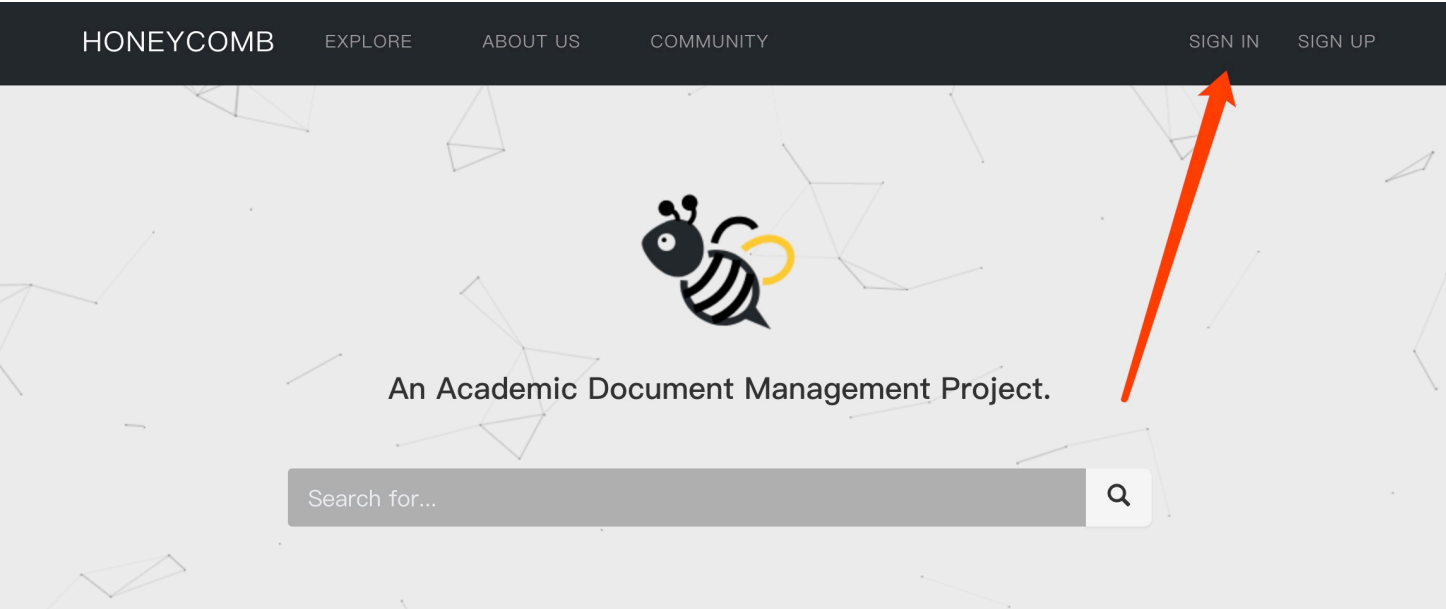 HONEYCOMB EXPLORE ABOUT US COMMUNITY SIGN IN SIGN UP
An Academic Document Management Project.
Search for...